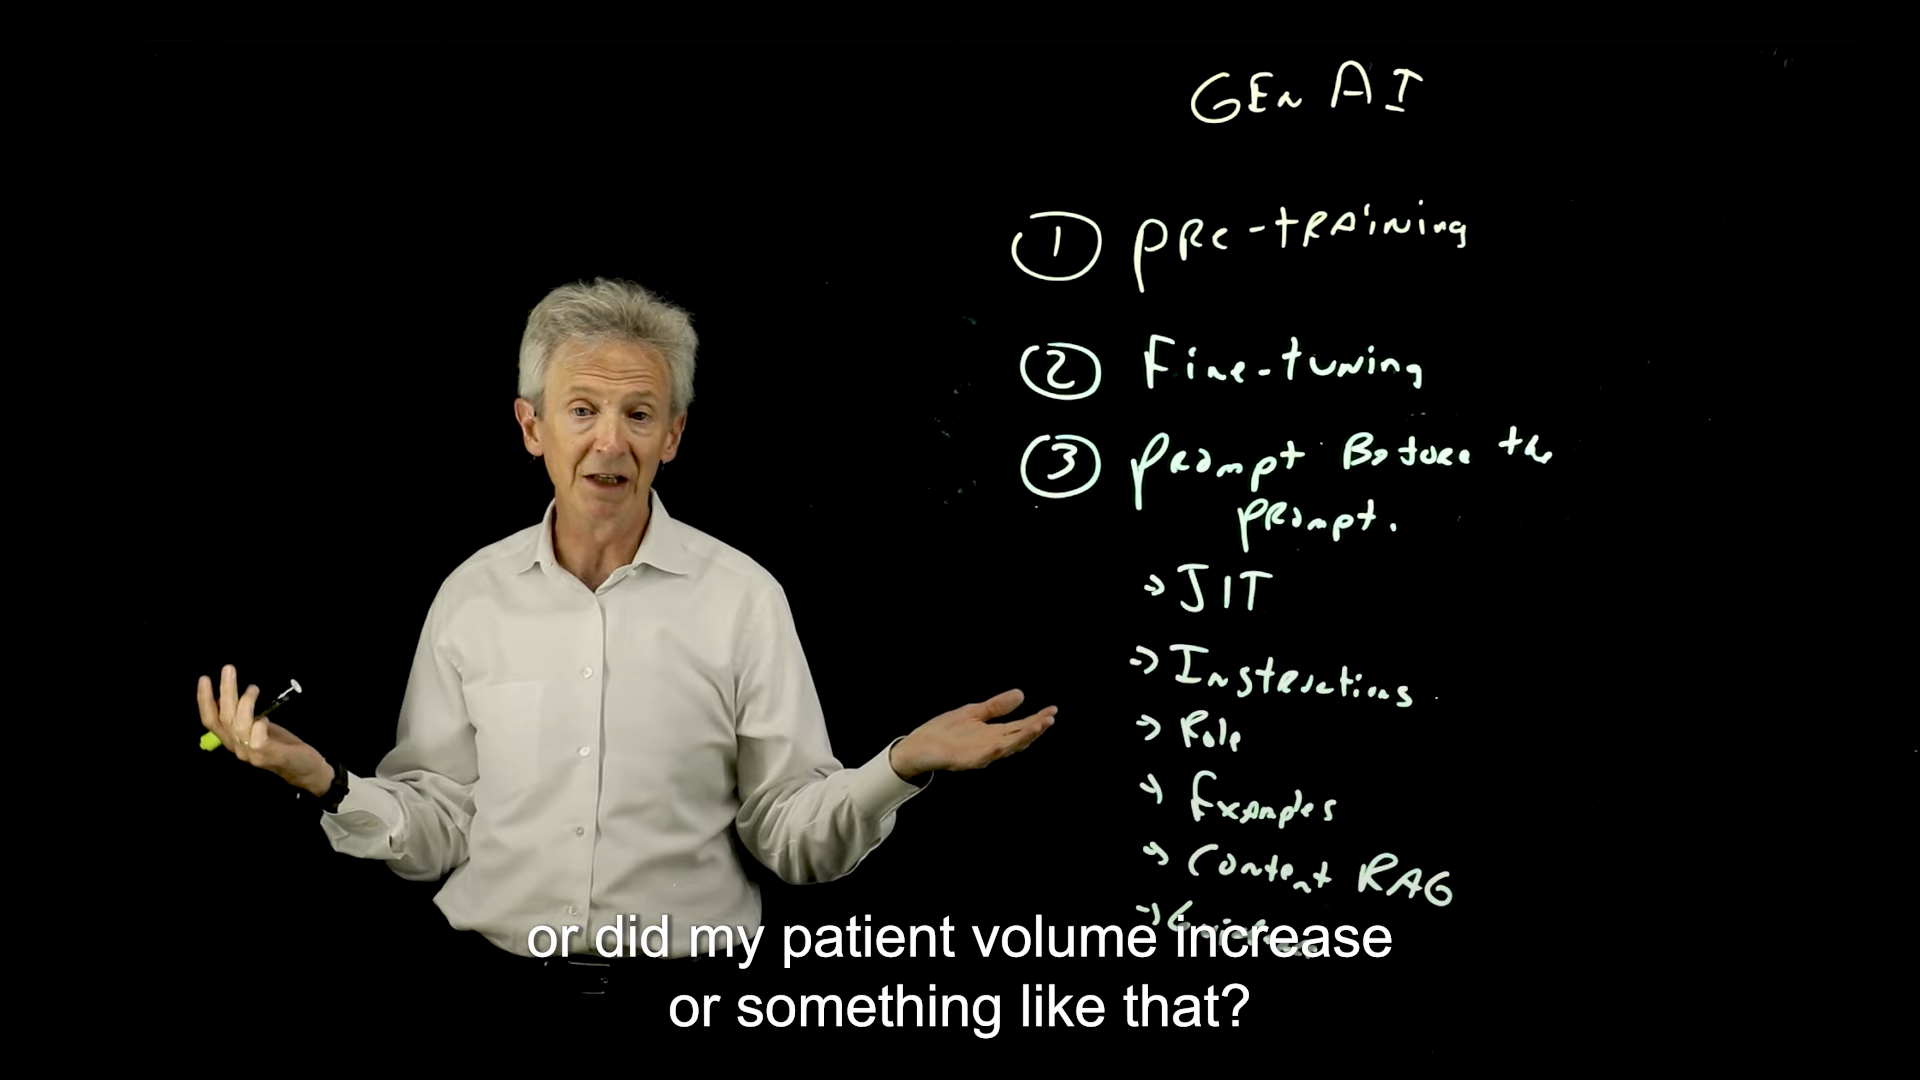 GEn AI
1 PRe-tRAining
2 Fine-tuning
3 Prompt Before the
PRompt.
→ JIT
→ Instructions
→ Role
→ Examples
→ Content RAG
→
or did my patient volume increase
or something like that?